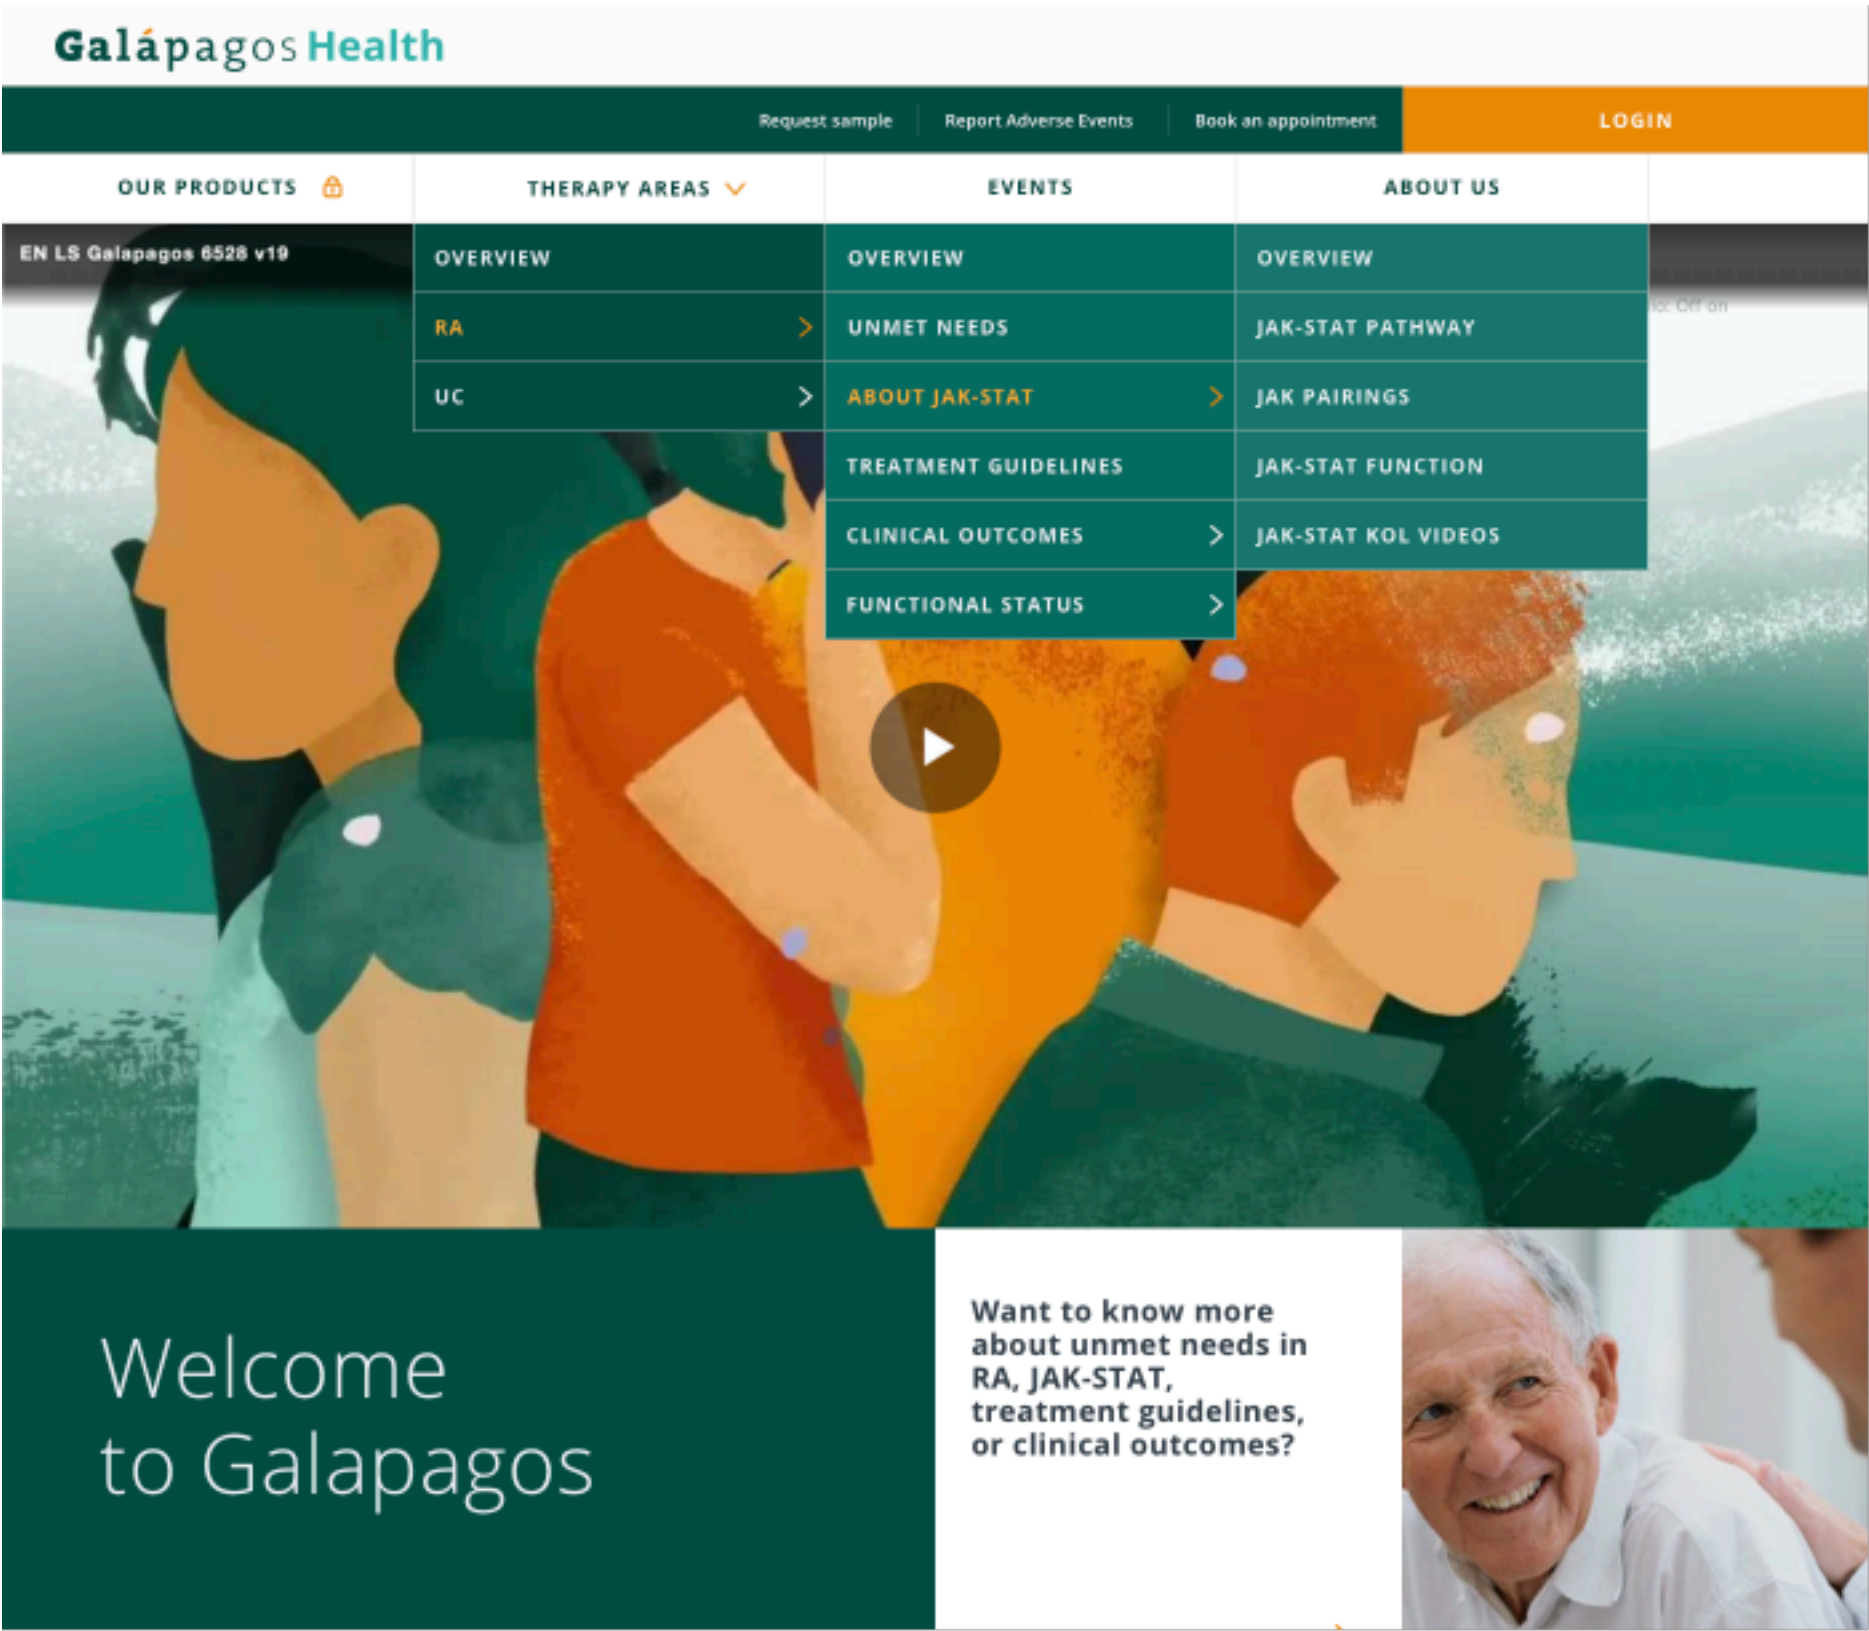 Galápagos Health
Request sample
Report Adverse Events
Book an appointment
LOGIN
OUR PRODUCTS
THERAPY AREAS
EVENTS
ABOUT US
EN LS Galapagos 6528 v19
OVERVIEW
RA
UC
OVERVIEW
UNMET NEEDS
ABOUT JAK-STAT
TREATMENT GUIDELINES
CLINICAL OUTCOMES
FUNCTIONAL STATUS
OVERVIEW
JAK-STAT PATHWAY
JAK PAIRINGS
JAK-STAT FUNCTION
JAK-STAT KOL VIDEOS
Off on
Welcome
to Galapagos
Want to know more
about unmet needs in
RA, JAK-STAT,
treatment guidelines,
or clinical outcomes?